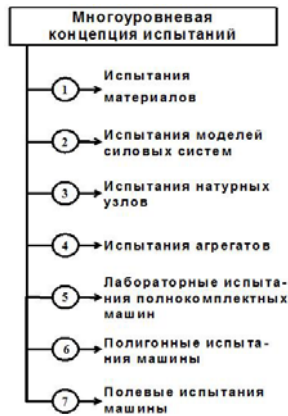 Многоуровневая
концепция испытаний
1
Испытания
материалов
2
Испытания моделей
силовых систем
3
Испытания натурных
узлов
4
Испытания агрегатов
5
Лабораторные испыта-
ния полнокомплектных
машин
6
Полигонные испыта-
ния машины
7
Полевые испытания
машины